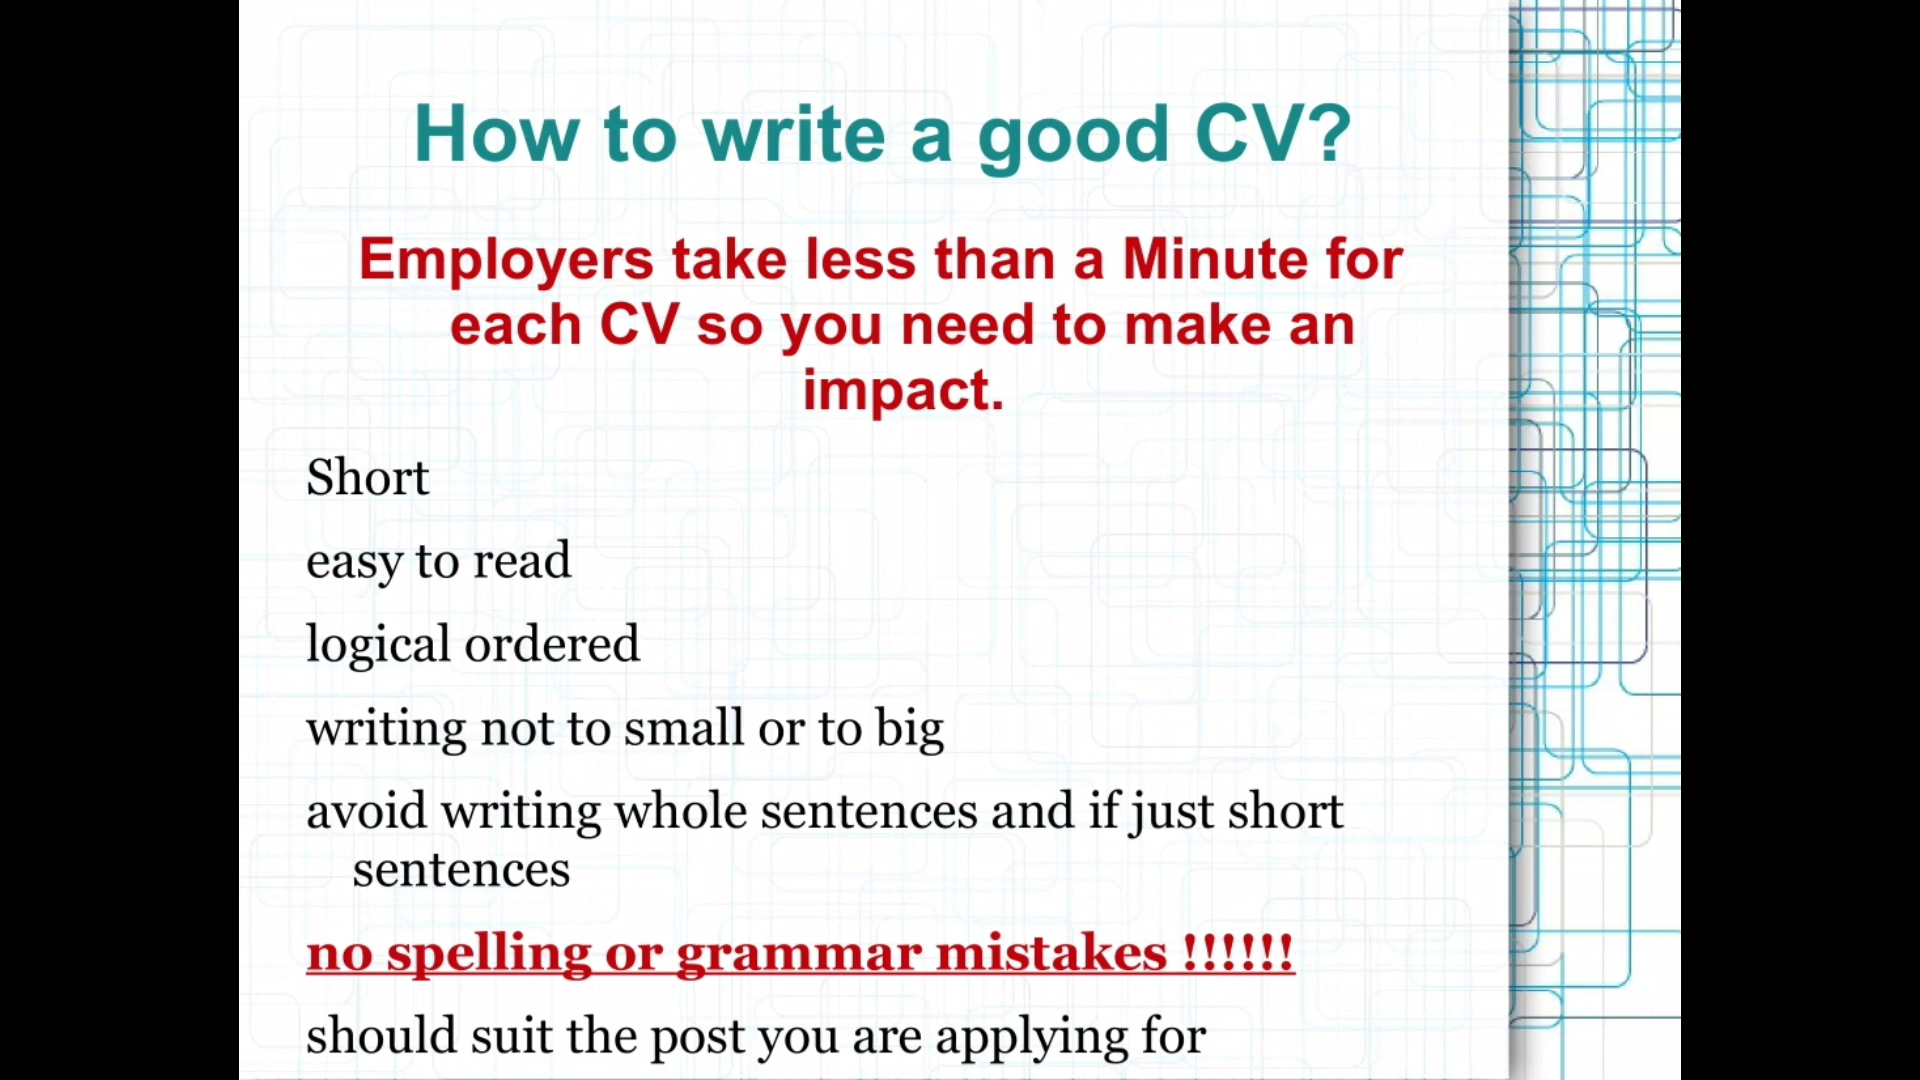 How to write a good CV?
Employers take less than a Minute for
each CV so you need to make an
impact.
Short
easy to read
logical ordered
writing not to small or to big
avoid writing whole sentences and if just short
sentences
no spelling or grammar mistakes !!!!!!
should suit the post you are applying for